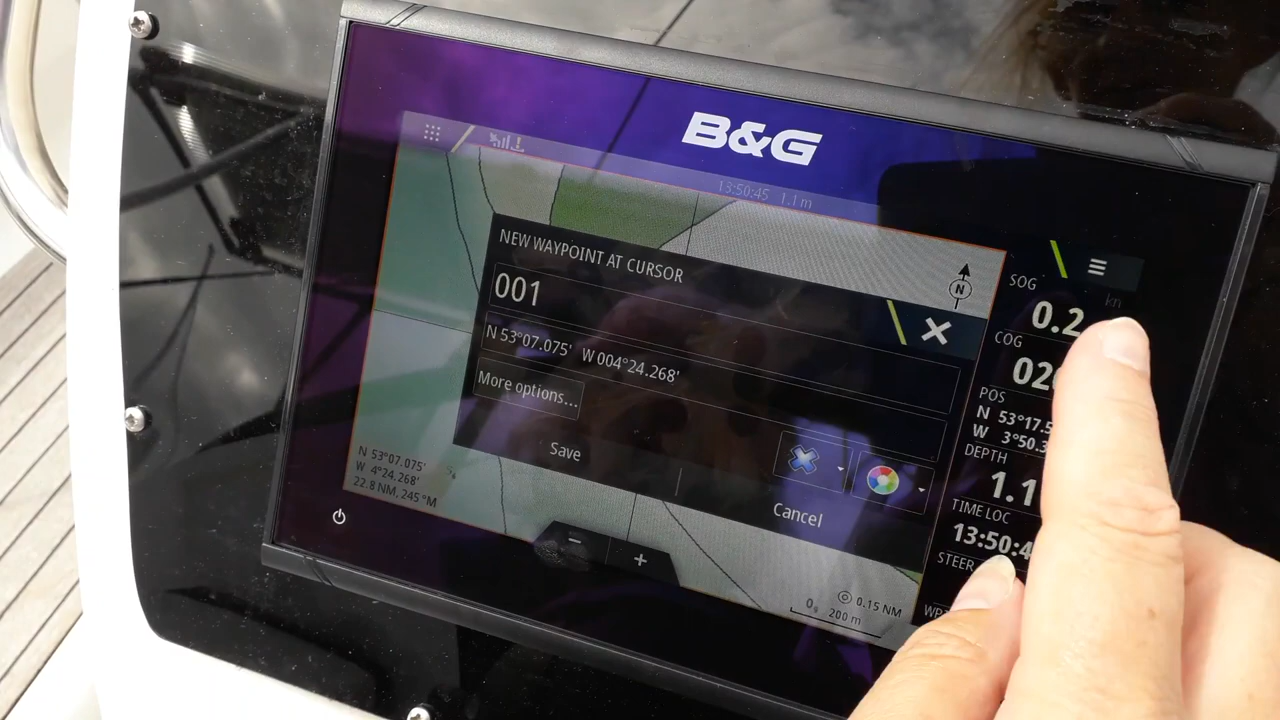 B&G
13:50:45 1.1 m
NEW WAYPOINT AT CURSOR
001
N 53°07.075' W 004°24.268'
More options...
Save
Cancel
N 53°07.075'
W 4°24.268'
22.8 NM, 245 °M
−
+
0.15 NM
200 m
N
SOG
kn
0.2
COG
POS
N 53°17.5
W 3°50.3
DEPTH
1.1
TIME LOC
13:50:4
STEER